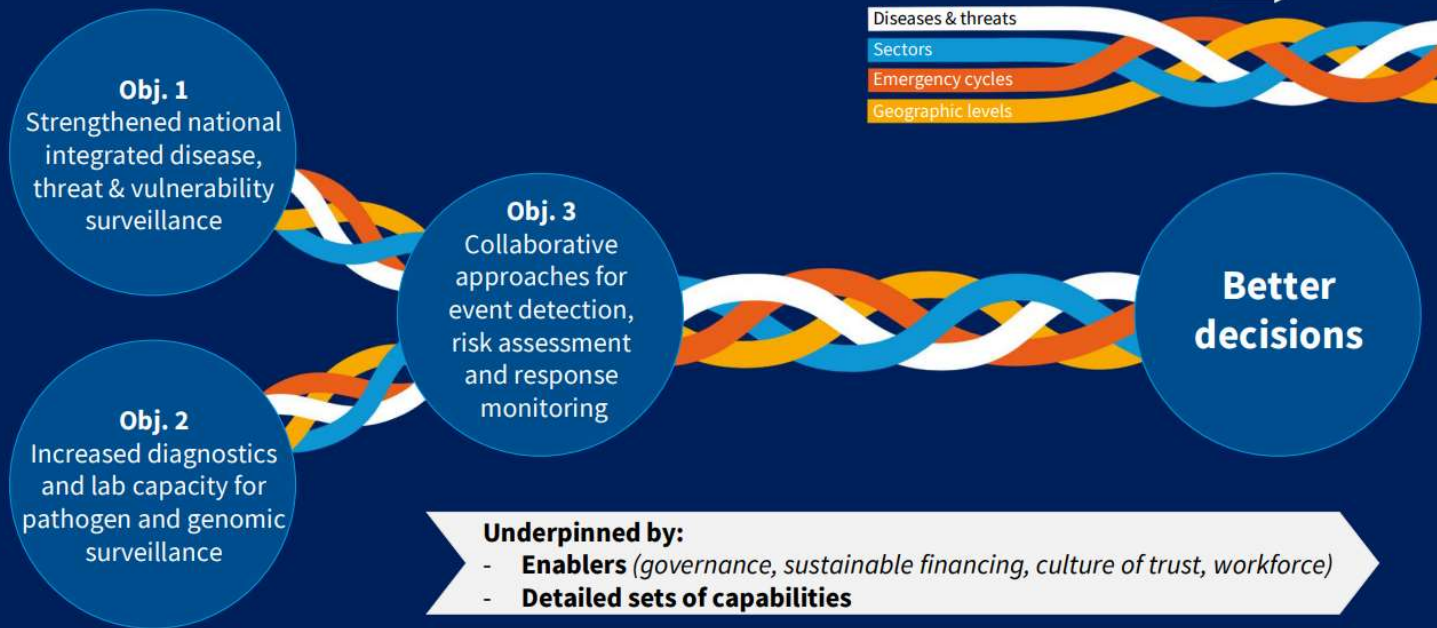 Diseases & threats
Sectors
Emergency cycles
Geographic levels
Obj. 1
Strengthened national
integrated disease,
threat & vulnerability
surveillance
Obj. 3
Collaborative
approaches for
event detection,
risk assessment
and response
monitoring
Better
decisions
Obj. 2
Increased diagnostics
and lab capacity for
pathogen and genomic
surveillance
Underpinned by:
- Enablers (governance, sustainable financing, culture of trust, workforce)
- Detailed sets of capabilities